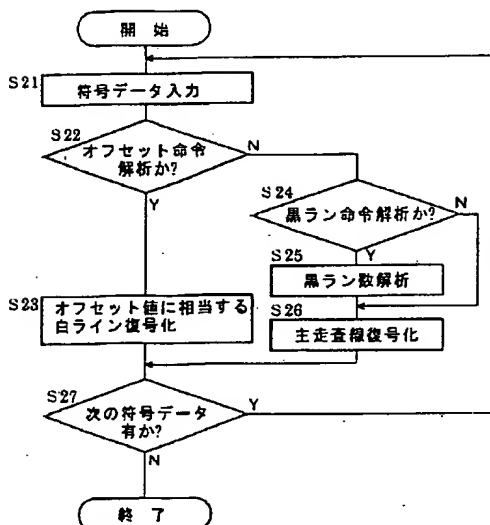 開始
S21
符号データ入力
S22
オフセット命令
解析か?
N
Y
S24
黒ラン命令解析か?
N
Y
S25
黒ラン数解析
S23
オフセット値に相当する
白ライン復号化
S26
主走査線復号化
S27
次の符号データ
有か?
Y
N
終了